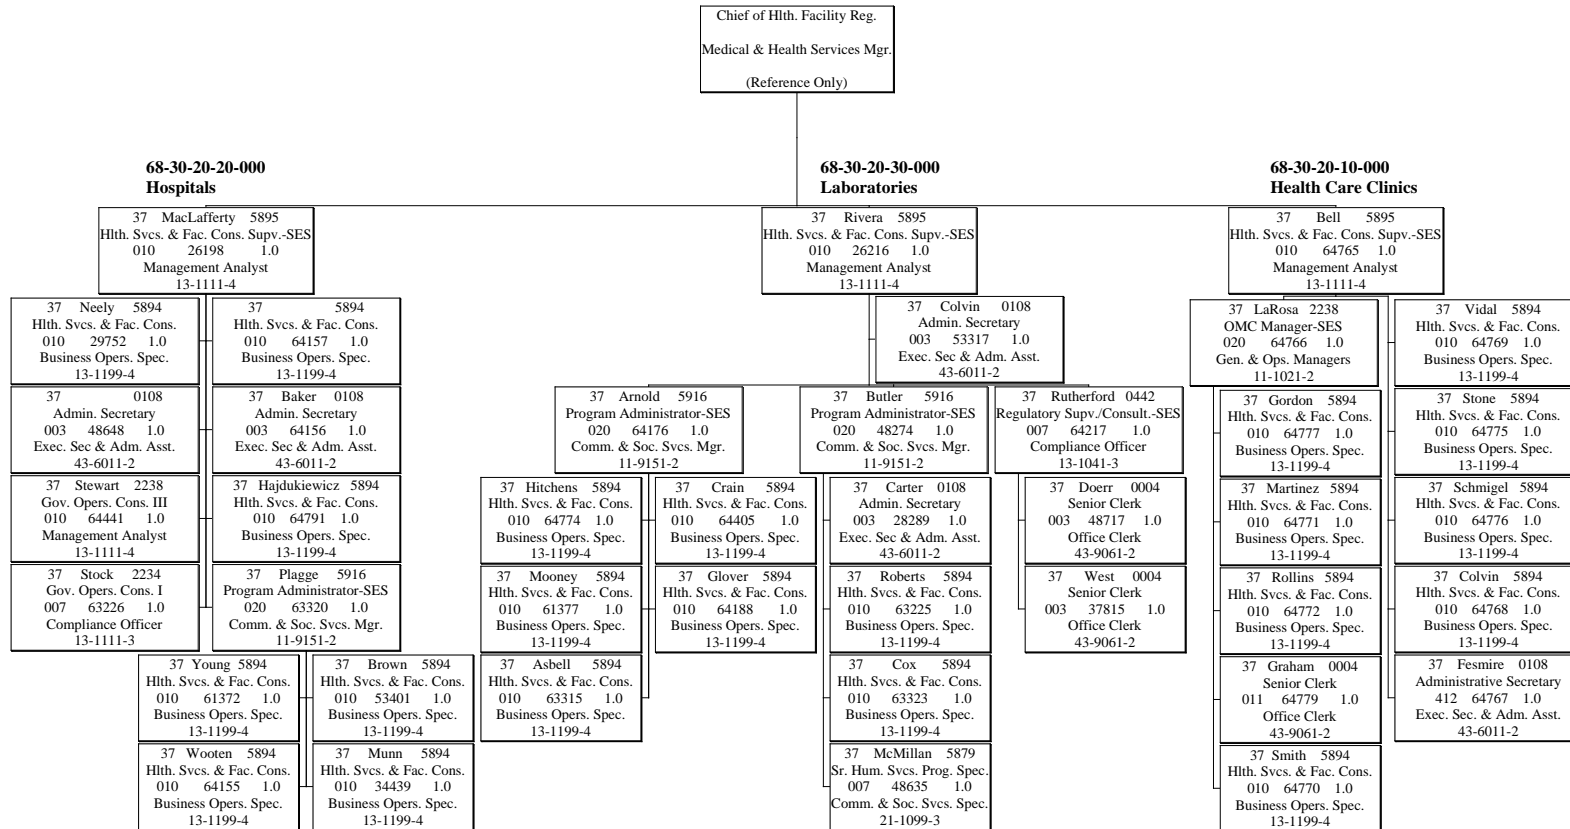 Chief of Hlth. Facility Reg.
Medical & Health Services Mgr.
(Reference Only)
68-30-20-20-000
Hospitals
68-30-20-30-000
Laboratories
68-30-20-10-000
Health Care Clinics
37 MacLafferty 5895
Hlth. Svcs. & Fac. Cons. Supv.-SES
010 26198 1.0
Management Analyst
13-1111-4
37 Rivera 5895
Hlth. Svcs. & Fac. Cons. Supv.-SES
010 26216 1.0
Management Analyst
13-1111-4
37 Bell 5895
Hlth. Svcs. & Fac. Cons. Supv.-SES
010 64765 1.0
Management Analyst
13-1111-4
37 Neely 5894
Hlth. Svcs. & Fac. Cons.
010 29752 1.0
Business Opers. Spec.
13-1199-4
37 5894
Hlth. Svcs. & Fac. Cons.
010 64157 1.0
Business Opers. Spec.
13-1199-4
37 0108
Admin. Secretary
003 48648 1.0
Exec. Sec & Adm. Asst.
43-6011-2
37 Baker 0108
Admin. Secretary
003 64156 1.0
Exec. Sec & Adm. Asst.
43-6011-2
37 Stewart 2238
Gov. Opers. Cons. III
010 64441 1.0
Management Analyst
13-1111-4
37 Hajdukiewicz 5894
Hlth. Svcs. & Fac. Cons.
010 64791 1.0
Business Opers. Spec.
13-1199-4
37 Stock 2234
Gov. Opers. Cons. I
007 63226 1.0
Compliance Officer
13-1111-3
37 Plagge 5916
Program Administrator-SES
020 63320 1.0
Comm. & Soc. Svcs. Mgr.
11-9151-2
37 Young 5894
Hlth. Svcs. & Fac. Cons.
010 61372 1.0
Business Opers. Spec.
13-1199-4
37 Brown 5894
Hlth. Svcs. & Fac. Cons.
010 53401 1.0
Business Opers. Spec.
13-1199-4
37 Wooten 5894
Hlth. Svcs. & Fac. Cons.
010 64155 1.0
Business Opers. Spec.
13-1199-4
37 Munn 5894
Hlth. Svcs. & Fac. Cons.
010 34439 1.0
Business Opers. Spec.
13-1199-4
37 Colvin 0108
Admin. Secretary
003 53317 1.0
Exec. Sec & Adm. Asst.
43-6011-2
37 Arnold 5916
Program Administrator-SES
020 64176 1.0
Comm. & Soc. Svcs. Mgr.
11-9151-2
37 Butler 5916
Program Administrator-SES
020 48274 1.0
Comm. & Soc. Svcs. Mgr.
11-9151-2
37 Rutherford 0442
Regulatory Supv./Consult.-SES
007 64217 1.0
Compliance Officer
13-1041-3
37 Hitchens 5894
Hlth. Svcs. & Fac. Cons.
010 64774 1.0
Business Opers. Spec.
13-1199-4
37 Crain 5894
Hlth. Svcs. & Fac. Cons.
010 64405 1.0
Business Opers. Spec.
13-1199-4
37 Carter 0108
Admin. Secretary
003 28289 1.0
Exec. Sec & Adm. Asst.
43-6011-2
37 Doerr 0004
Senior Clerk
003 48717 1.0
Office Clerk
43-9061-2
37 Mooney 5894
Hlth. Svcs. & Fac. Cons.
010 61377 1.0
Business Opers. Spec.
13-1199-4
37 Glover 5894
Hlth. Svcs. & Fac. Cons.
010 64188 1.0
Business Opers. Spec.
13-1199-4
37 Roberts 5894
Hlth. Svcs. & Fac. Cons.
010 63225 1.0
Business Opers. Spec.
13-1199-4
37 West 0004
Senior Clerk
003 37815 1.0
Office Clerk
43-9061-2
37 Asbell 5894
Hlth. Svcs. & Fac. Cons.
010 63315 1.0
Business Opers. Spec.
13-1199-4
37 Cox 5894
Hlth. Svcs. & Fac. Cons.
010 63323 1.0
Business Opers. Spec.
13-1199-4
37 McMillan 5879
Sr. Hum. Svcs. Prog. Spec.
007 48635 1.0
Comm. & Soc. Svcs. Spec.
21-1099-3
37 LaRosa 2238
OMC Manager-SES
020 64766 1.0
Gen. & Ops. Managers
11-1021-2
37 Vidal 5894
Hlth. Svcs. & Fac. Cons.
010 64769 1.0
Business Opers. Spec.
13-1199-4
37 Gordon 5894
Hlth. Svcs. & Fac. Cons.
010 64777 1.0
Business Opers. Spec.
13-1199-4
37 Stone 5894
Hlth. Svcs. & Fac. Cons.
010 64775 1.0
Business Opers. Spec.
13-1199-4
37 Martinez 5894
Hlth. Svcs. & Fac. Cons.
010 64771 1.0
Business Opers. Spec.
13-1199-4
37 Schmigel 5894
Hlth. Svcs. & Fac. Cons.
010 64776 1.0
Business Opers. Spec.
13-1199-4
37 Rollins 5894
Hlth. Svcs. & Fac. Cons.
010 64772 1.0
Business Opers. Spec.
13-1199-4
37 Colvin 5894
Hlth. Svcs. & Fac. Cons.
010 64768 1.0
Business Opers. Spec.
13-1199-4
37 Graham 0004
Senior Clerk
011 64779 1.0
Office Clerk
43-9061-2
37 Fesmire 0108
Administrative Secretary
412 64767 1.0
Exec. Sec. & Adm. Asst.
43-6011-2
37 Smith 5894
Hlth. Svcs. & Fac. Cons.
010 64770 1.0
Business Opers. Spec.
13-1199-4